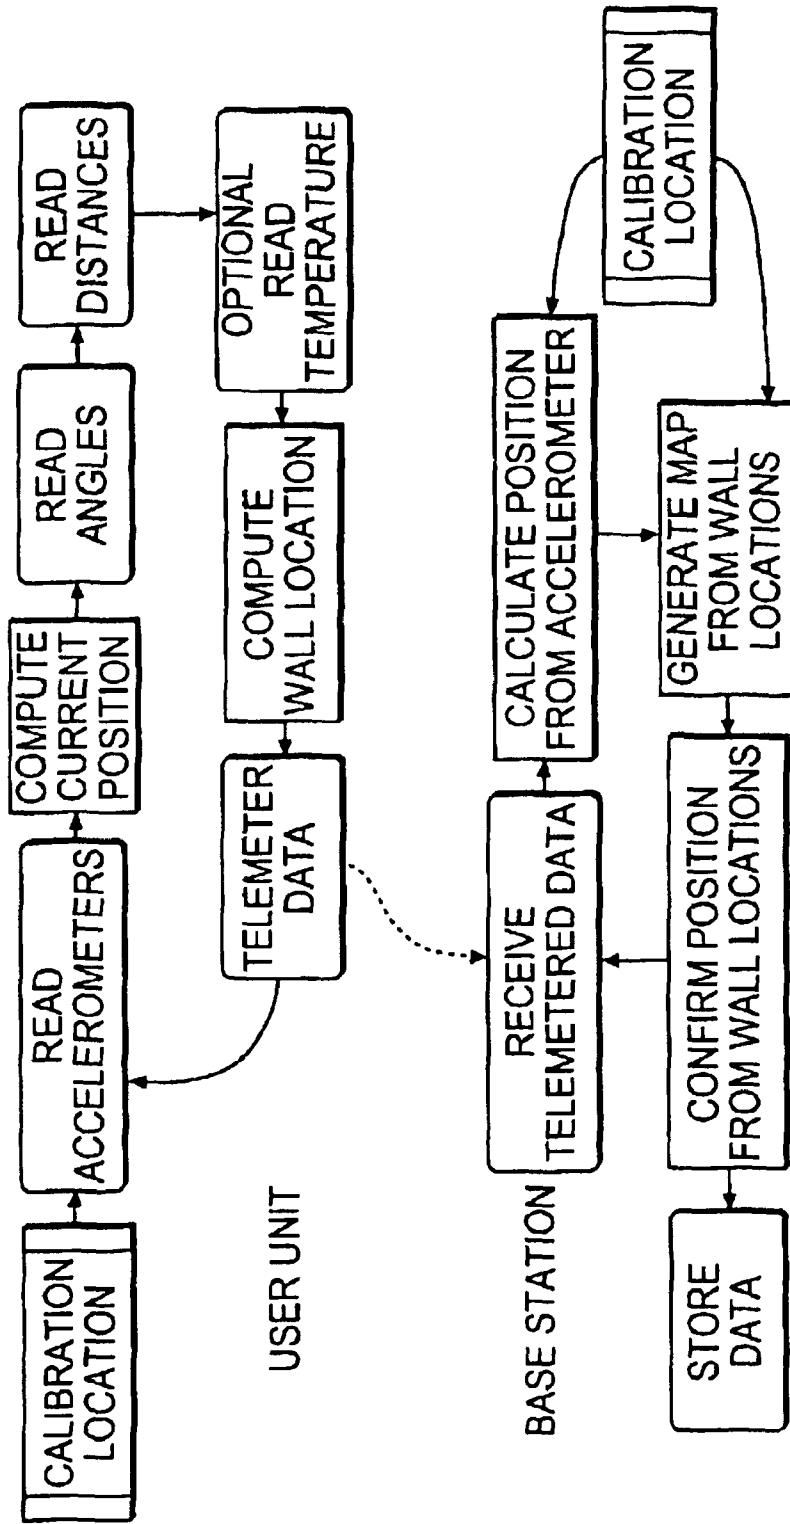 CALIBRATION
LOCATION
READ
ACCELEROMETERS
COMPUTE
CURRENT
POSITION
READ
ANGLES
READ
DISTANCES
OPTIONAL
READ
TEMPERATURE
COMPUTE
WALL LOCATION
TELEMETER
DATA
USER UNIT
BASE STATION
RECEIVE
TELEMETERED DATA
CALCULATE POSITION
FROM ACCELEROMETER
CALIBRATION
LOCATION
GENERATE MAP
FROM WALL
LOCATIONS
CONFIRM POSITION
FROM WALL LOCATIONS
STORE
DATA